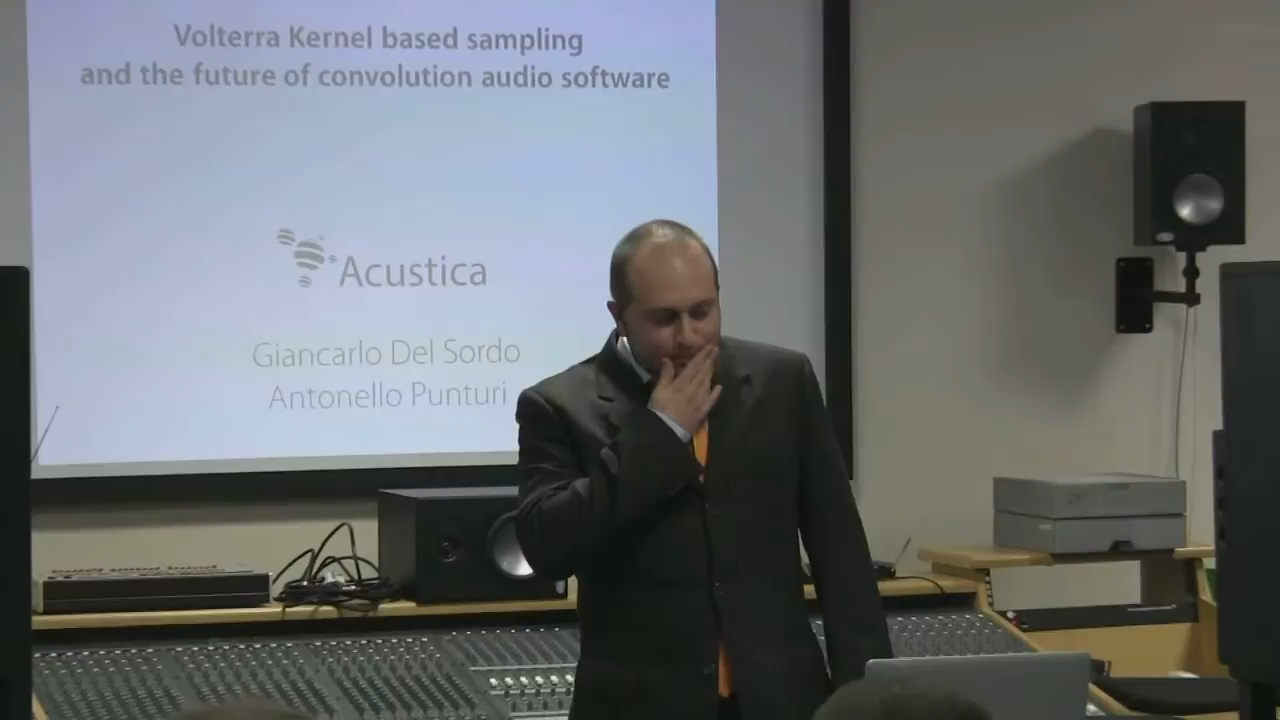 Volterra Kernel based sampling
and the future of convolution audio software
Acustica
Giancarlo Del Sordo
Antonello Punturi